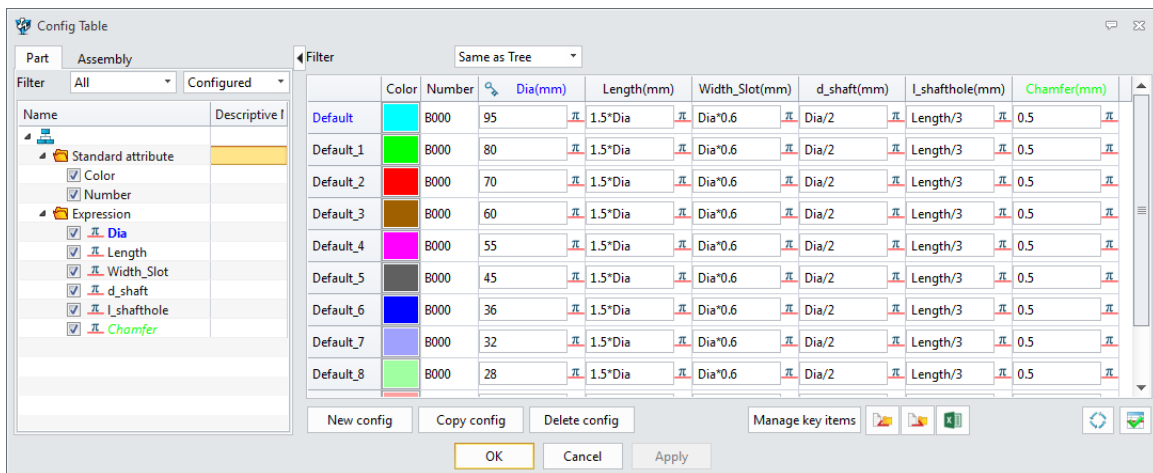 Config Table
Part Assembly
Filter All Configured
Name Descriptive
Standard attribute
Color
Number
Expression
π Dia
π Length
π Width_Slot
π d_shaft
π l_shafthole
π Chamfer
Filter Same as Tree
Color Number Dia(mm) Length(mm) Width_Slot(mm) d_shaft(mm) l_shafthole(mm) Chamfer(mm)
Default B000 95 π 1.5*Dia π Dia*0.6 π Dia/2 π Length/3 π 0.5 π
Default_1 B000 80 π 1.5*Dia π Dia*0.6 π Dia/2 π Length/3 π 0.5 π
Default_2 B000 70 π 1.5*Dia π Dia*0.6 π Dia/2 π Length/3 π 0.5 π
Default_3 B000 60 π 1.5*Dia π Dia*0.6 π Dia/2 π Length/3 π 0.5 π
Default_4 B000 55 π 1.5*Dia π Dia*0.6 π Dia/2 π Length/3 π 0.5 π
Default_5 B000 45 π 1.5*Dia π Dia*0.6 π Dia/2 π Length/3 π 0.5 π
Default_6 B000 36 π 1.5*Dia π Dia*0.6 π Dia/2 π Length/3 π 0.5 π
Default_7 B000 32 π 1.5*Dia π Dia*0.6 π Dia/2 π Length/3 π 0.5 π
Default_8 B000 28 π 1.5*Dia π Dia*0.6 π Dia/2 π Length/3 π 0.5 π
New config Copy config Delete config Manage key items
OK Cancel Apply